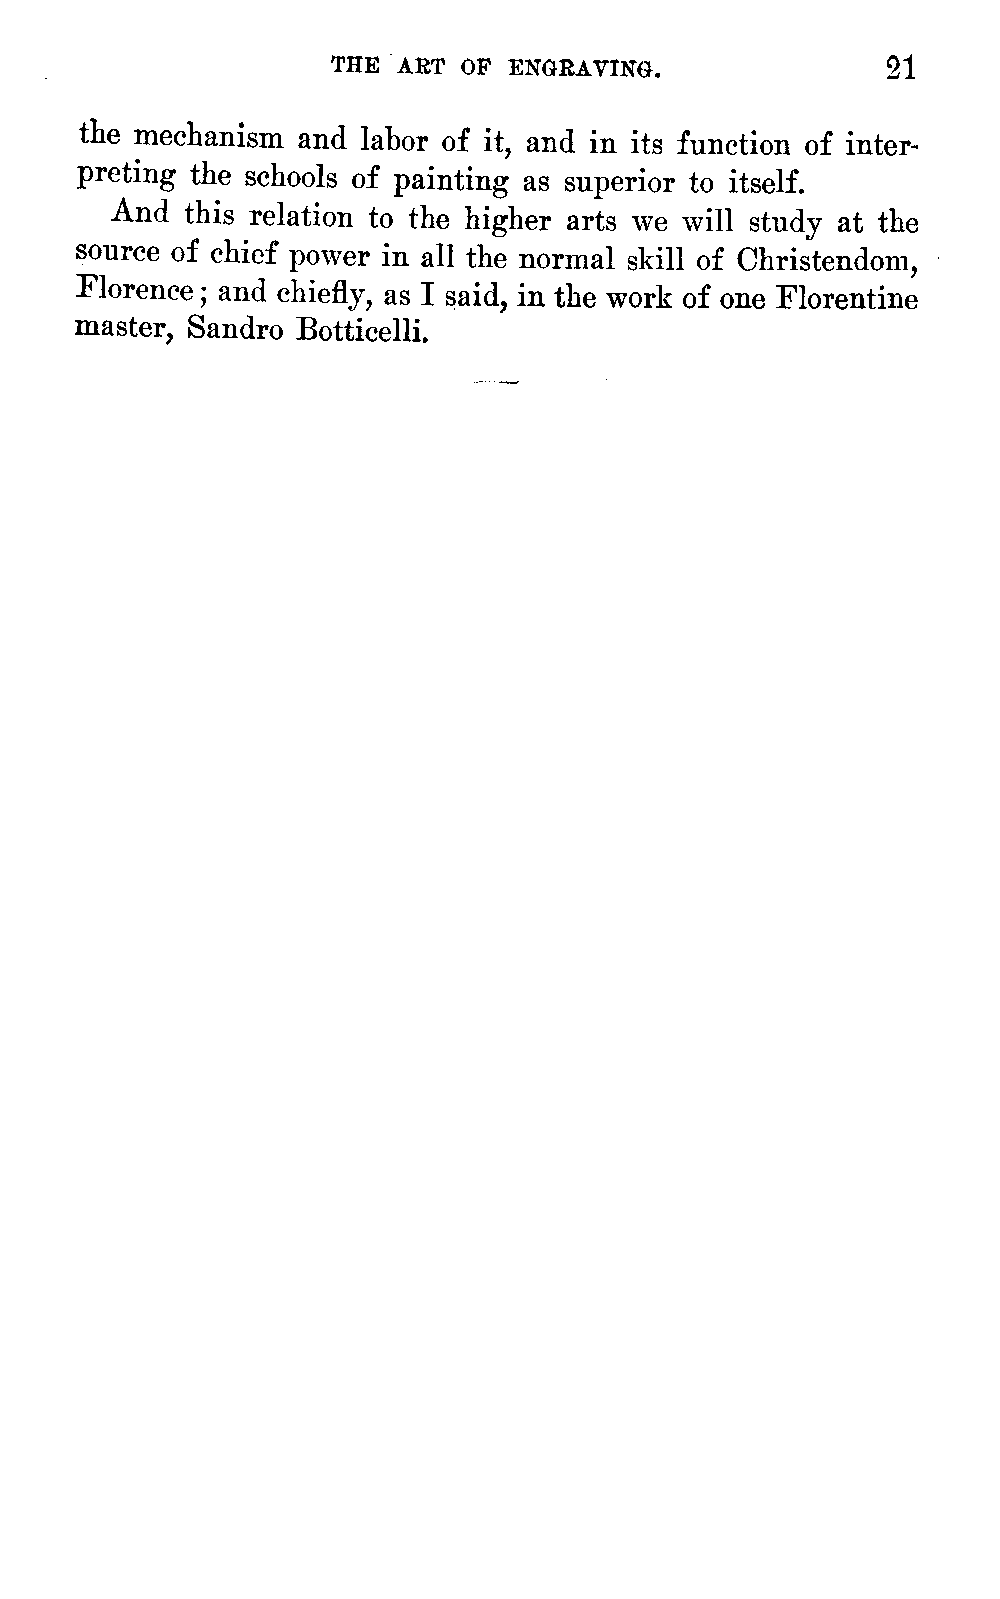 THE ART OF ENGRAVING. 21
the mechanism and labor of it, and in its function of inter-
preting the schools of painting as superior to itself.
And this relation to the higher arts we will study at the
source of chief power in all the normal skill of Christendom,
Florence; and chiefly, as I said, in the work of one Florentine
master, Sandro Botticelli.